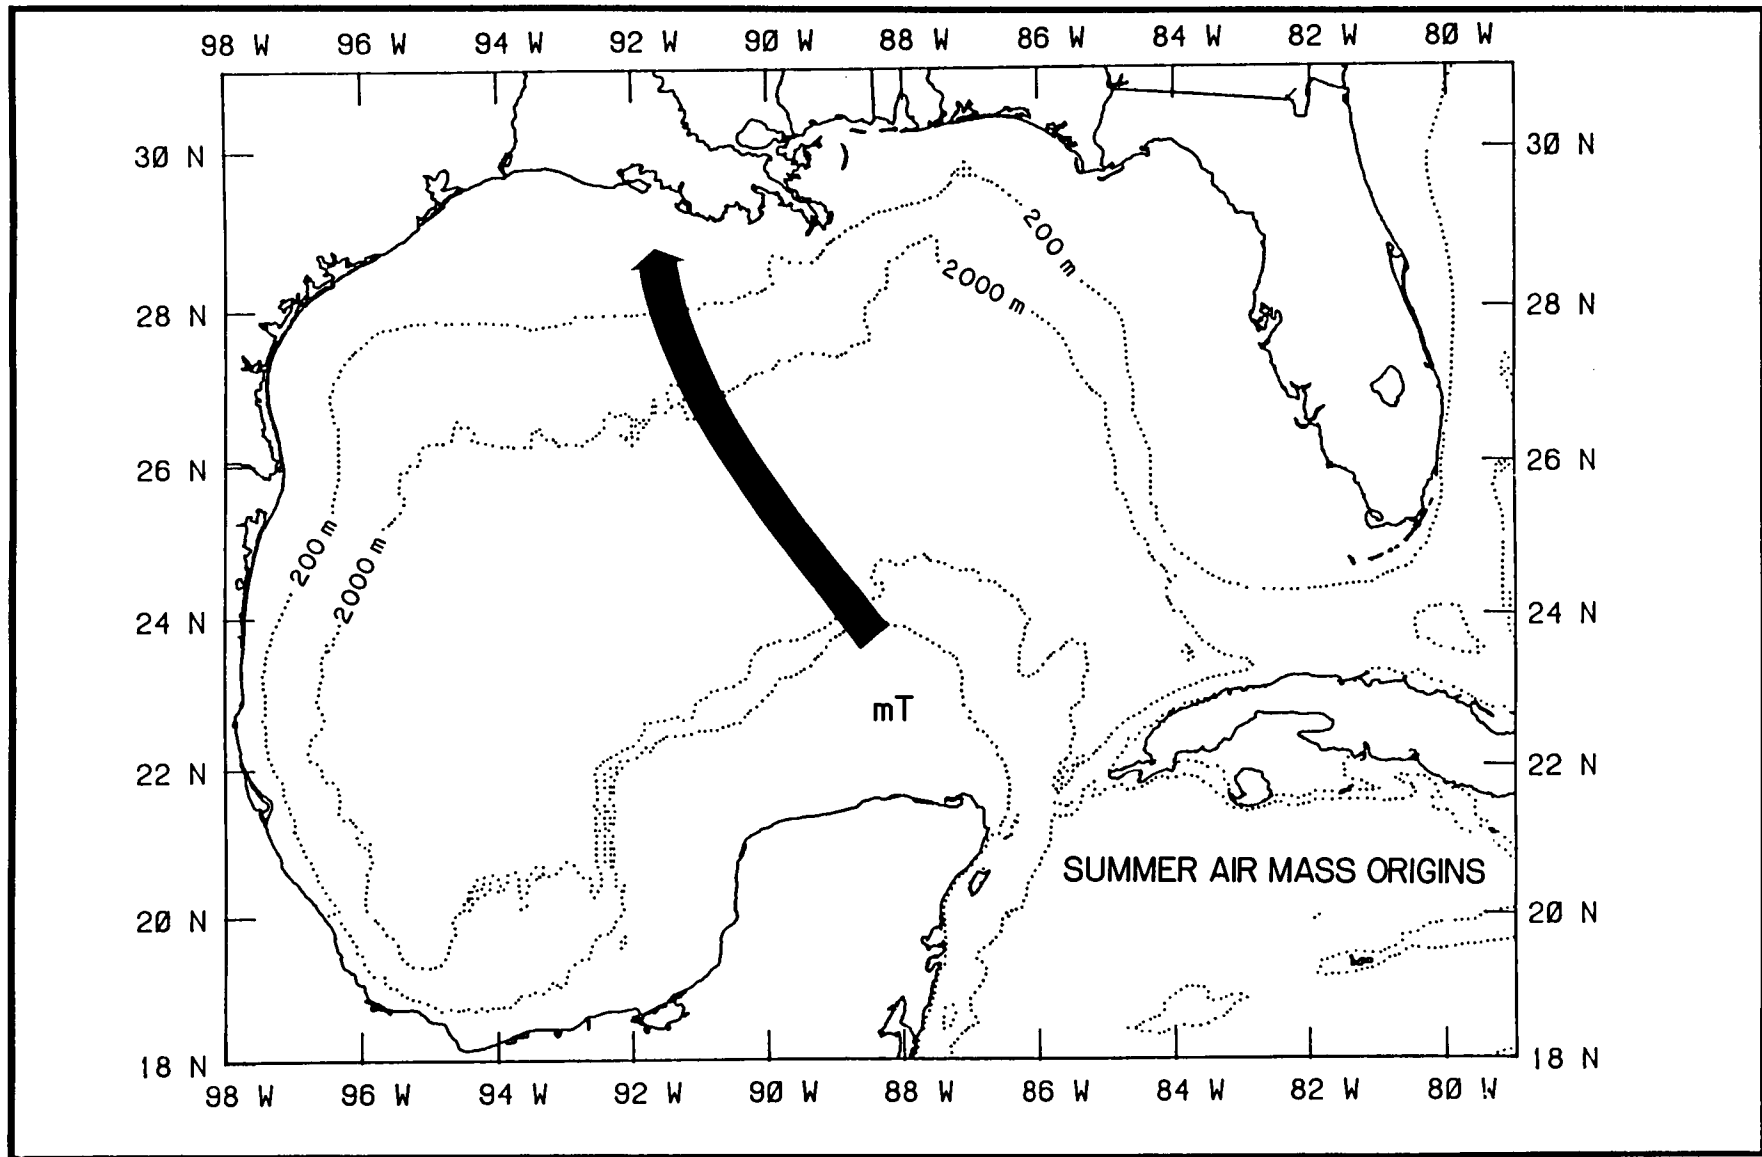 98 W 96 W 94 W 92 W 90 W 88 W 86 W 84 W 82 W 80 W
30 N 30 N
200 m
2000 m
28 N 28 N
26 N 26 N
200 m
2000 m
24 N 24 N
mT
22 N 22 N
SUMMER AIR MASS ORIGINS
20 N 20 N
18 N 18 N
98 W 96 W 94 W 92 W 90 W 88 W 86 W 84 W 82 W 80 W